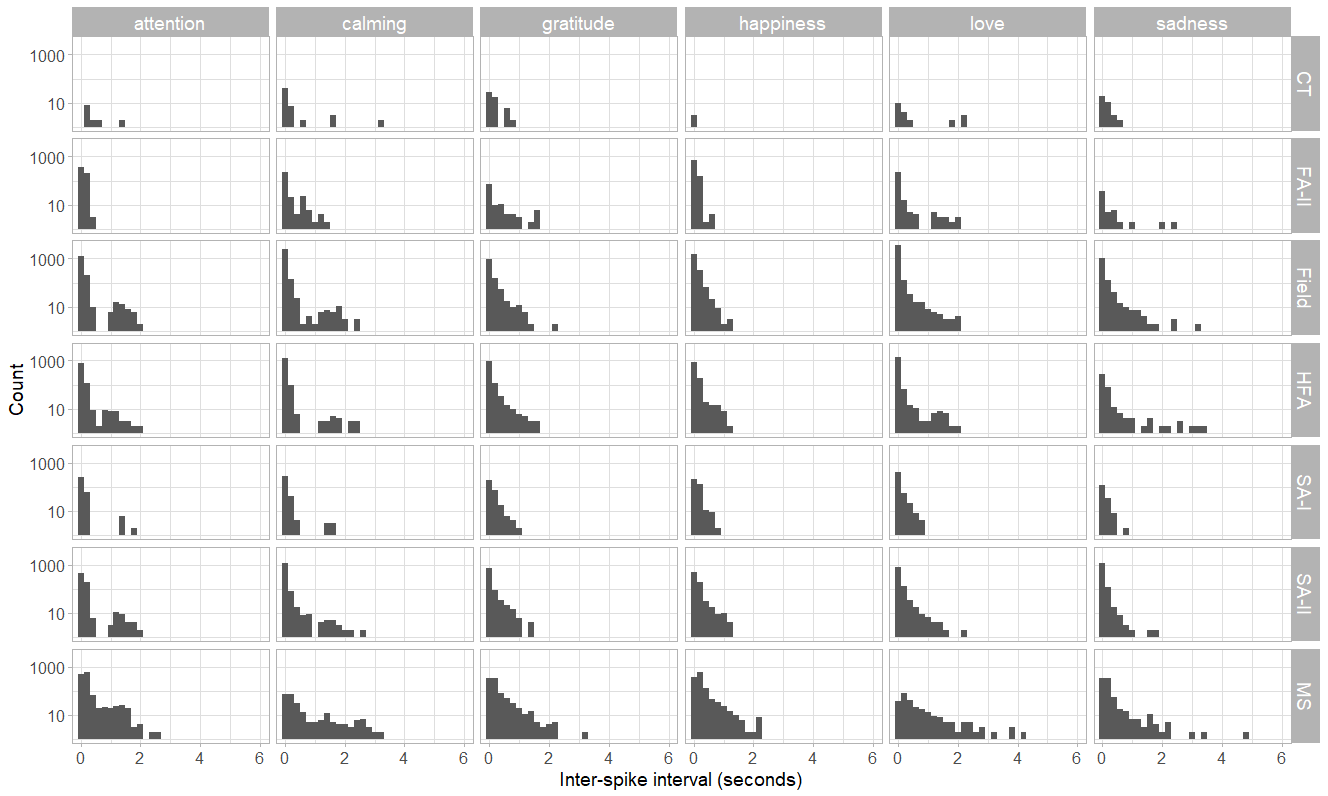 attention calming gratitude happiness love sadness
1000
10
CT
1000
10
FA-II
1000
10
Field
1000
10
HFA
1000
10
SA-I
1000
10
SA-II
1000
10
MS
Count
0 2 4 6 0 2 4 6 0 2 4 6 0 2 4 6 0 2 4 6 0 2 4 6
Inter-spike interval (seconds)